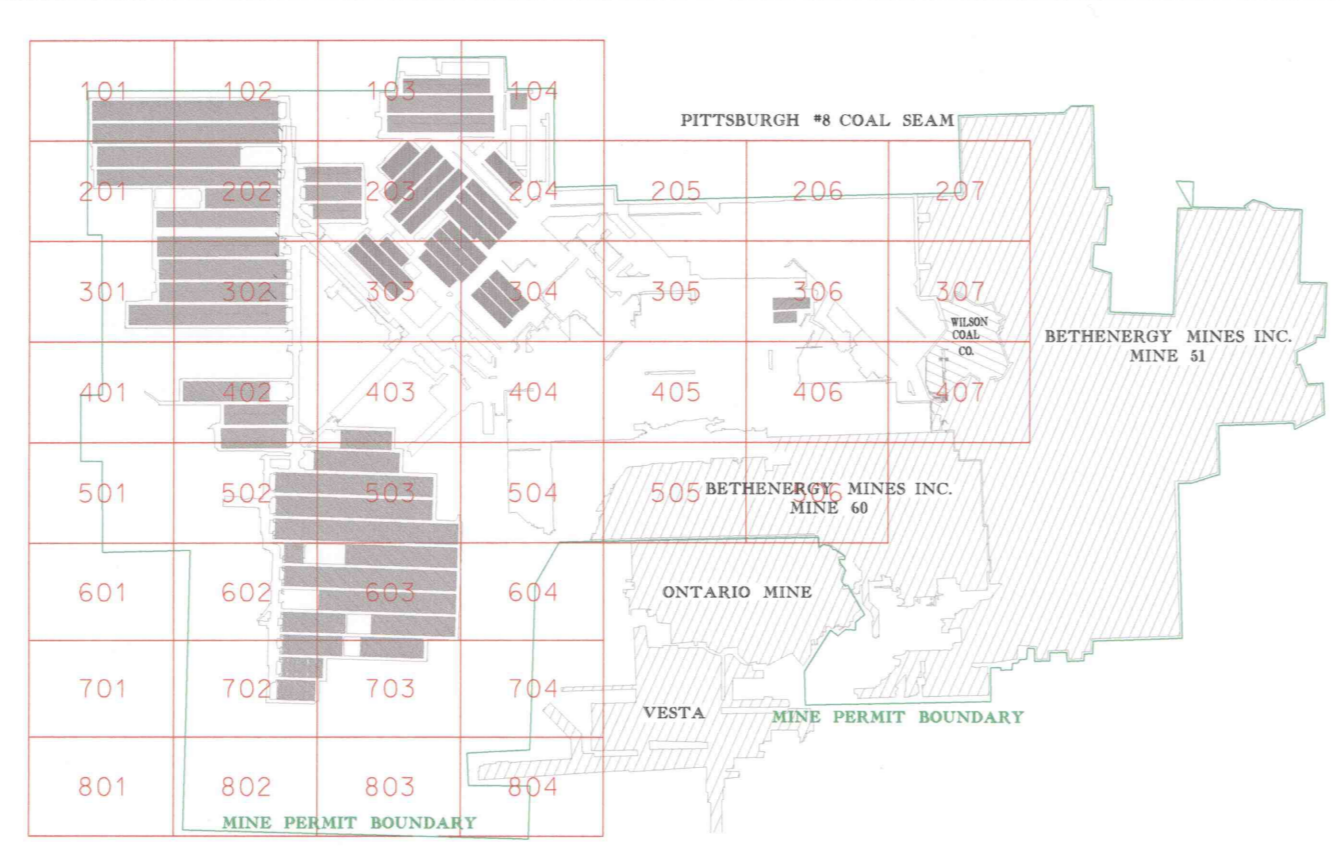 101 102 103 104
PITTSBURGH #8 COAL SEAM
201 202 203 204 205 206 207
301 302 303 304 305 306 307
WILSON
COAL
CO.
BETHENERGY MINES INC.
MINE 51
401 402 403 404 405 406 407
501 502 503 504 505 506
BETHENERGY MINES INC.
MINE 60
601 602 603 604
ONTARIO MINE
701 702 703 704
VESTA
MINE PERMIT BOUNDARY
801 802 803 804
MINE PERMIT BOUNDARY